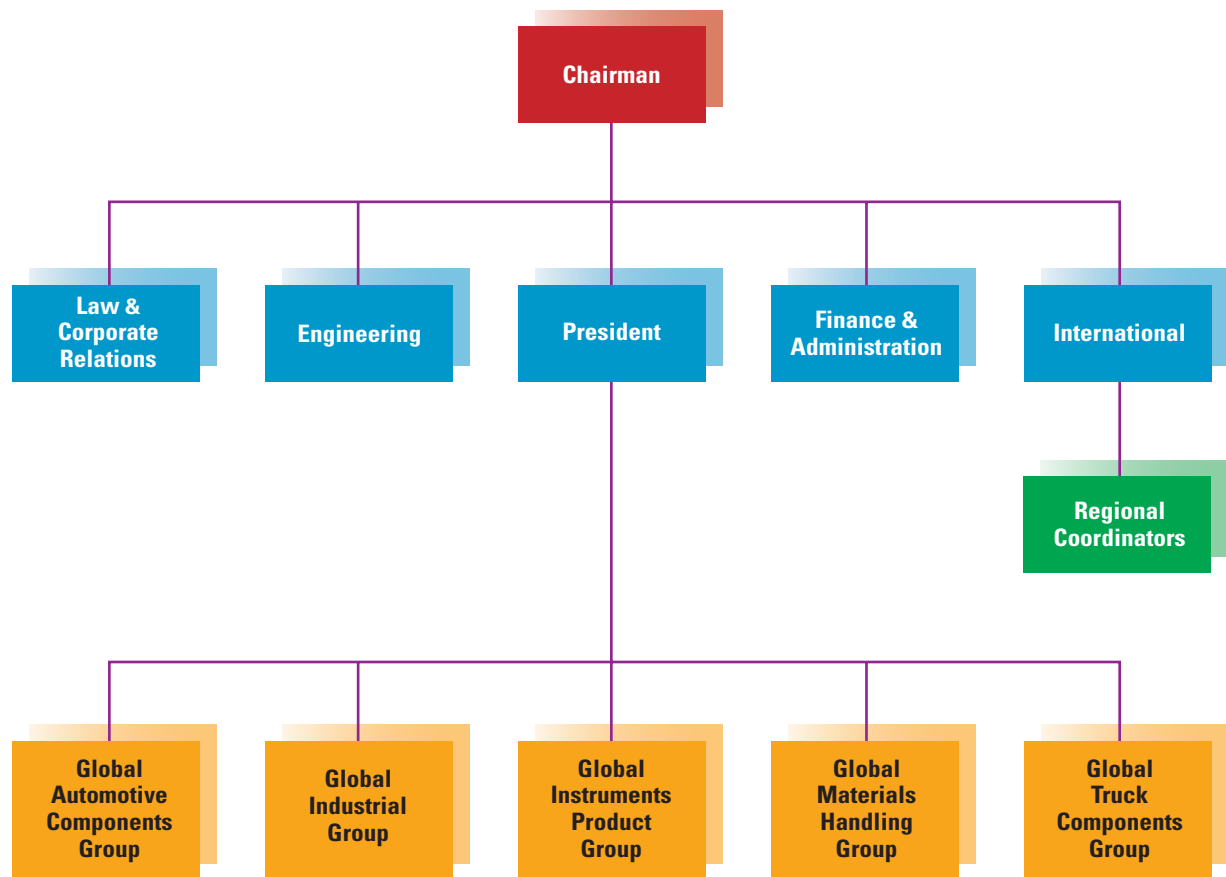 Chairman
Law &
Corporate
Relations
Engineering
President
Finance &
Administration
International
Regional
Coordinators
Global
Automotive
Components
Group
Global
Industrial
Group
Global
Instruments
Product
Group
Global
Materials
Handling
Group
Global
Truck
Components
Group